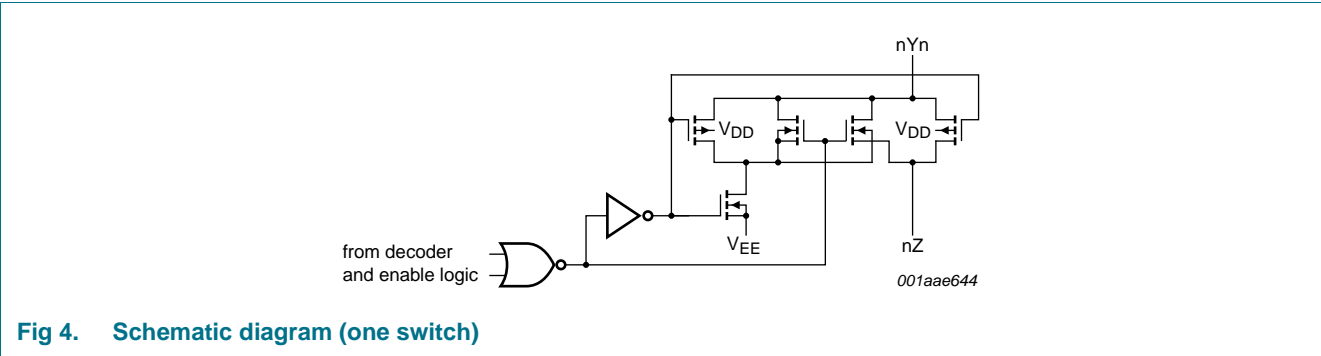 nYn
VDD
VDD
VEE
nZ
from decoder
and enable logic
001aae644
Fig 4. Schematic diagram (one switch)